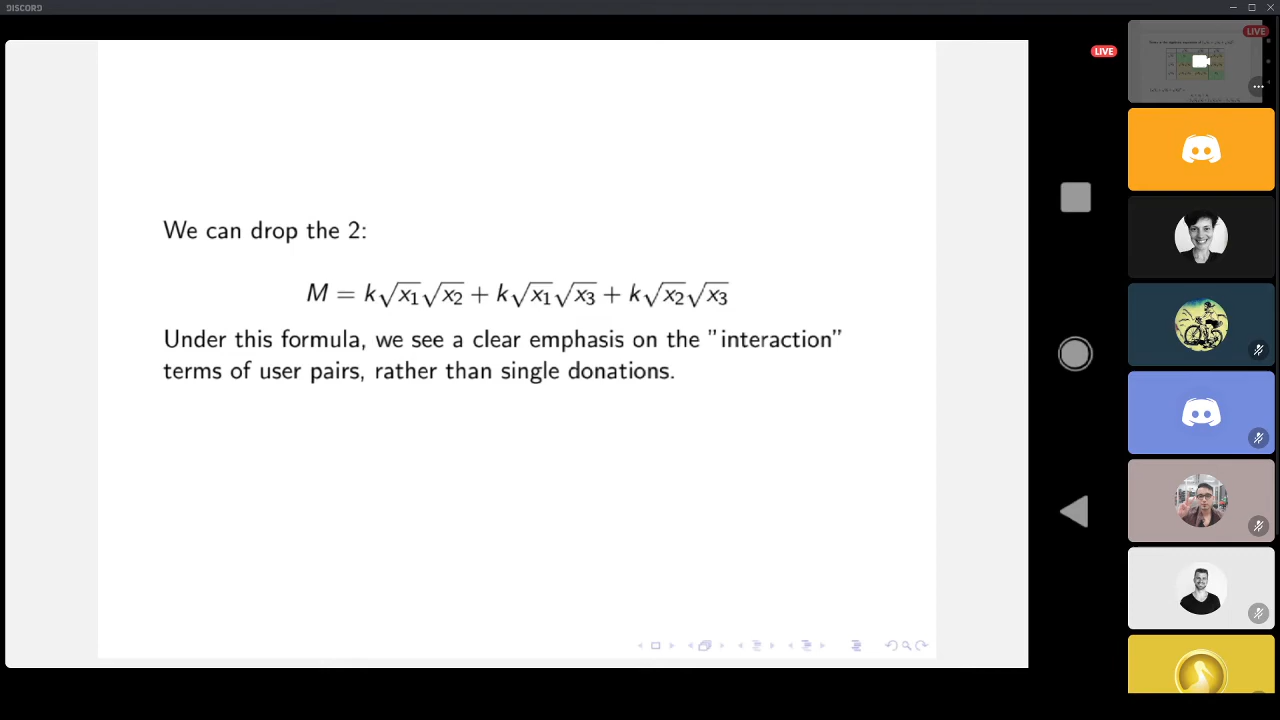 DISCORD
LIVE
LIVE
We can drop the 2:
M = k√x₁√x₂ + k√x₁√x₃ + k√x₂√x₃
Under this formula, we see a clear emphasis on the "interaction"
terms of user pairs, rather than single donations.